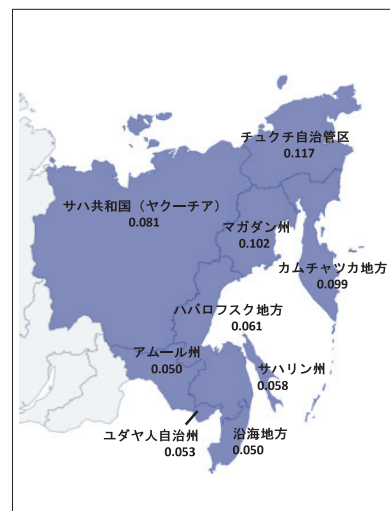 チュクチ自治管区
0.117
サハ共和国（ヤクーチア）
0.081
マガダン州
0.102
カムチャツカ地方
0.099
ハバロフスク地方
0.061
アムール州
0.050
サハリン州
0.058
ユダヤ人自治州
0.053
沿海地方
0.050